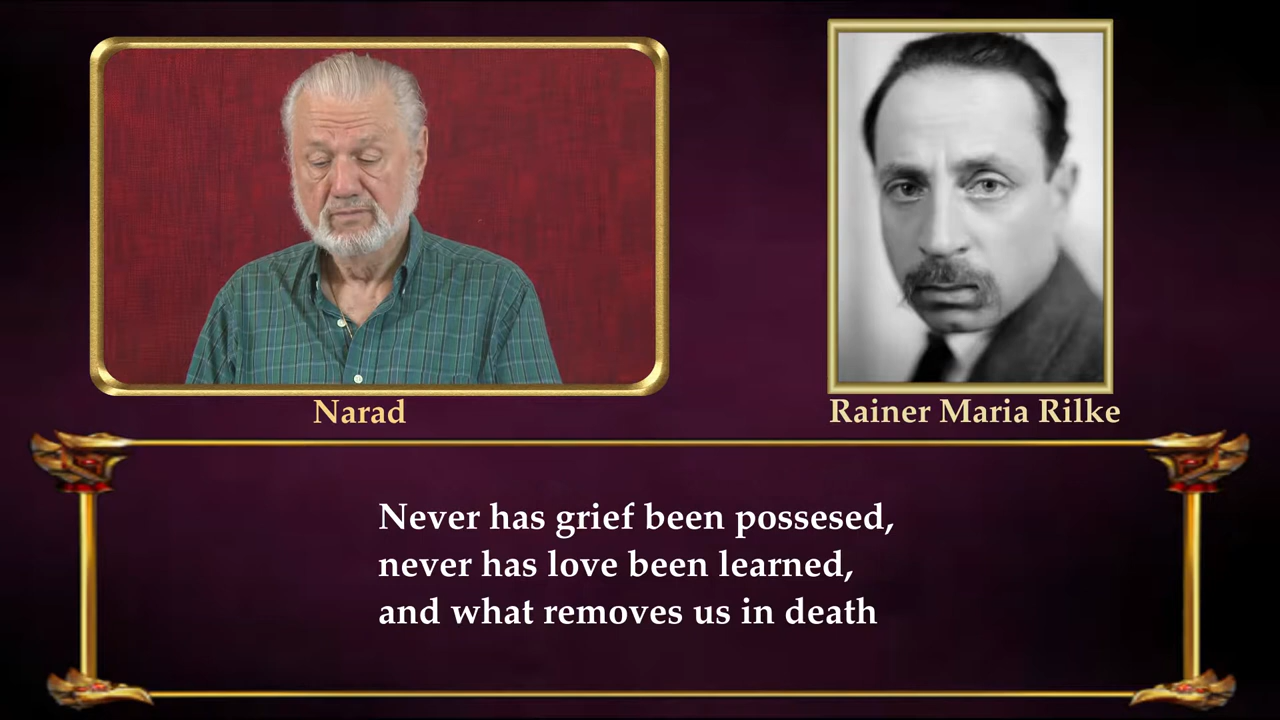 Narad
Rainer Maria Rilke
Never has grief been possesed,
never has love been learned,
and what removes us in death